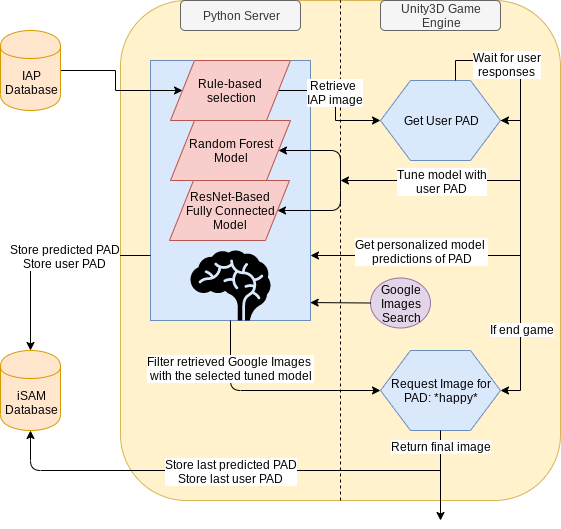 Python Server
Unity3D Game
Engine
IAP
Database
Rule-based
selection
Retrieve
IAP image
Wait for user
responses
Get User PAD
Random Forest
Model
Tune model with
user PAD
ResNet-Based
Fully Connected
Model
Store predicted PAD
Store user PAD
Get personalized model
predictions of PAD
Google
Images
Search
If end game
Filter retrieved Google Images
with the selected tuned model
Request Image for
PAD: *happy*
iSAM
Database
Return final image
Store last predicted PAD
Store last user PAD